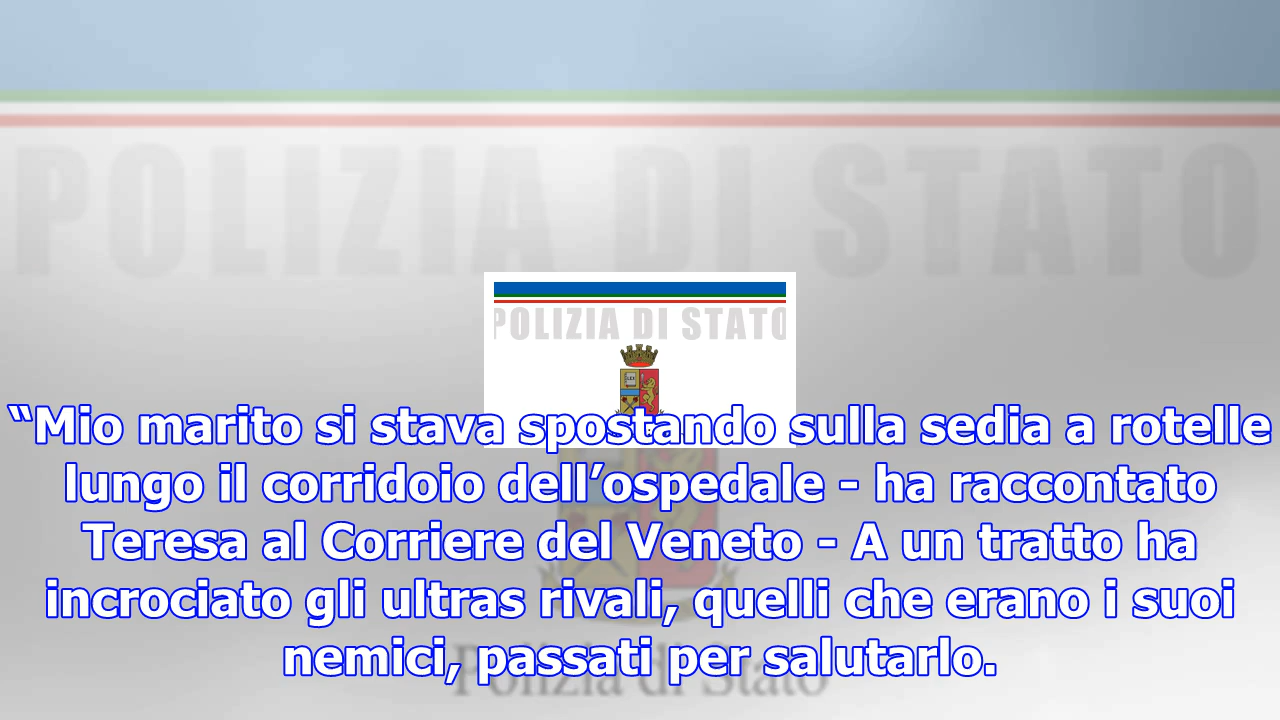 POLIZIA DI STATO
POLIZIA DI STATO
“Mio marito si stava spostando sulla sedia a rotelle
lungo il corridoio dell’ospedale - ha raccontato
Teresa al Corriere del Veneto - A un tratto ha
incrociato gli ultras rivali, quelli che erano i suoi
nemici, passati per salutarlo.
Polizia di Stato